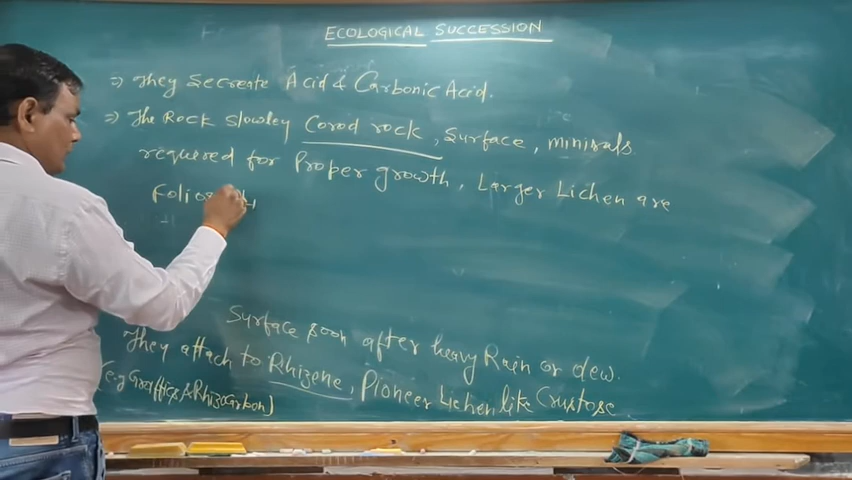 ECOLOGICAL SUCCESSION
=> They Secreate Acid & Carbonic Acid.
=> The Rock Slowley Corod rock, Surface, minirals
required for Proper growth, Larger Lichen are
Surface soon after heavy Rain or dew.
They attach to Rhizene, Pioneer Lichen like Crustose